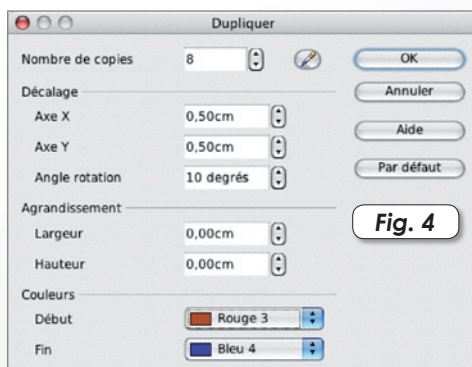 Dupliquer
Nombre de copies 8 OK
Décalage Annuler
Axe X 0,50cm
Axe Y 0,50cm Aide
Angle rotation 10 degrés Par défaut
Agrandissement
Largeur 0,00cm Fig. 4
Hauteur 0,00cm
Couleurs
Début Rouge 3
Fin Bleu 4